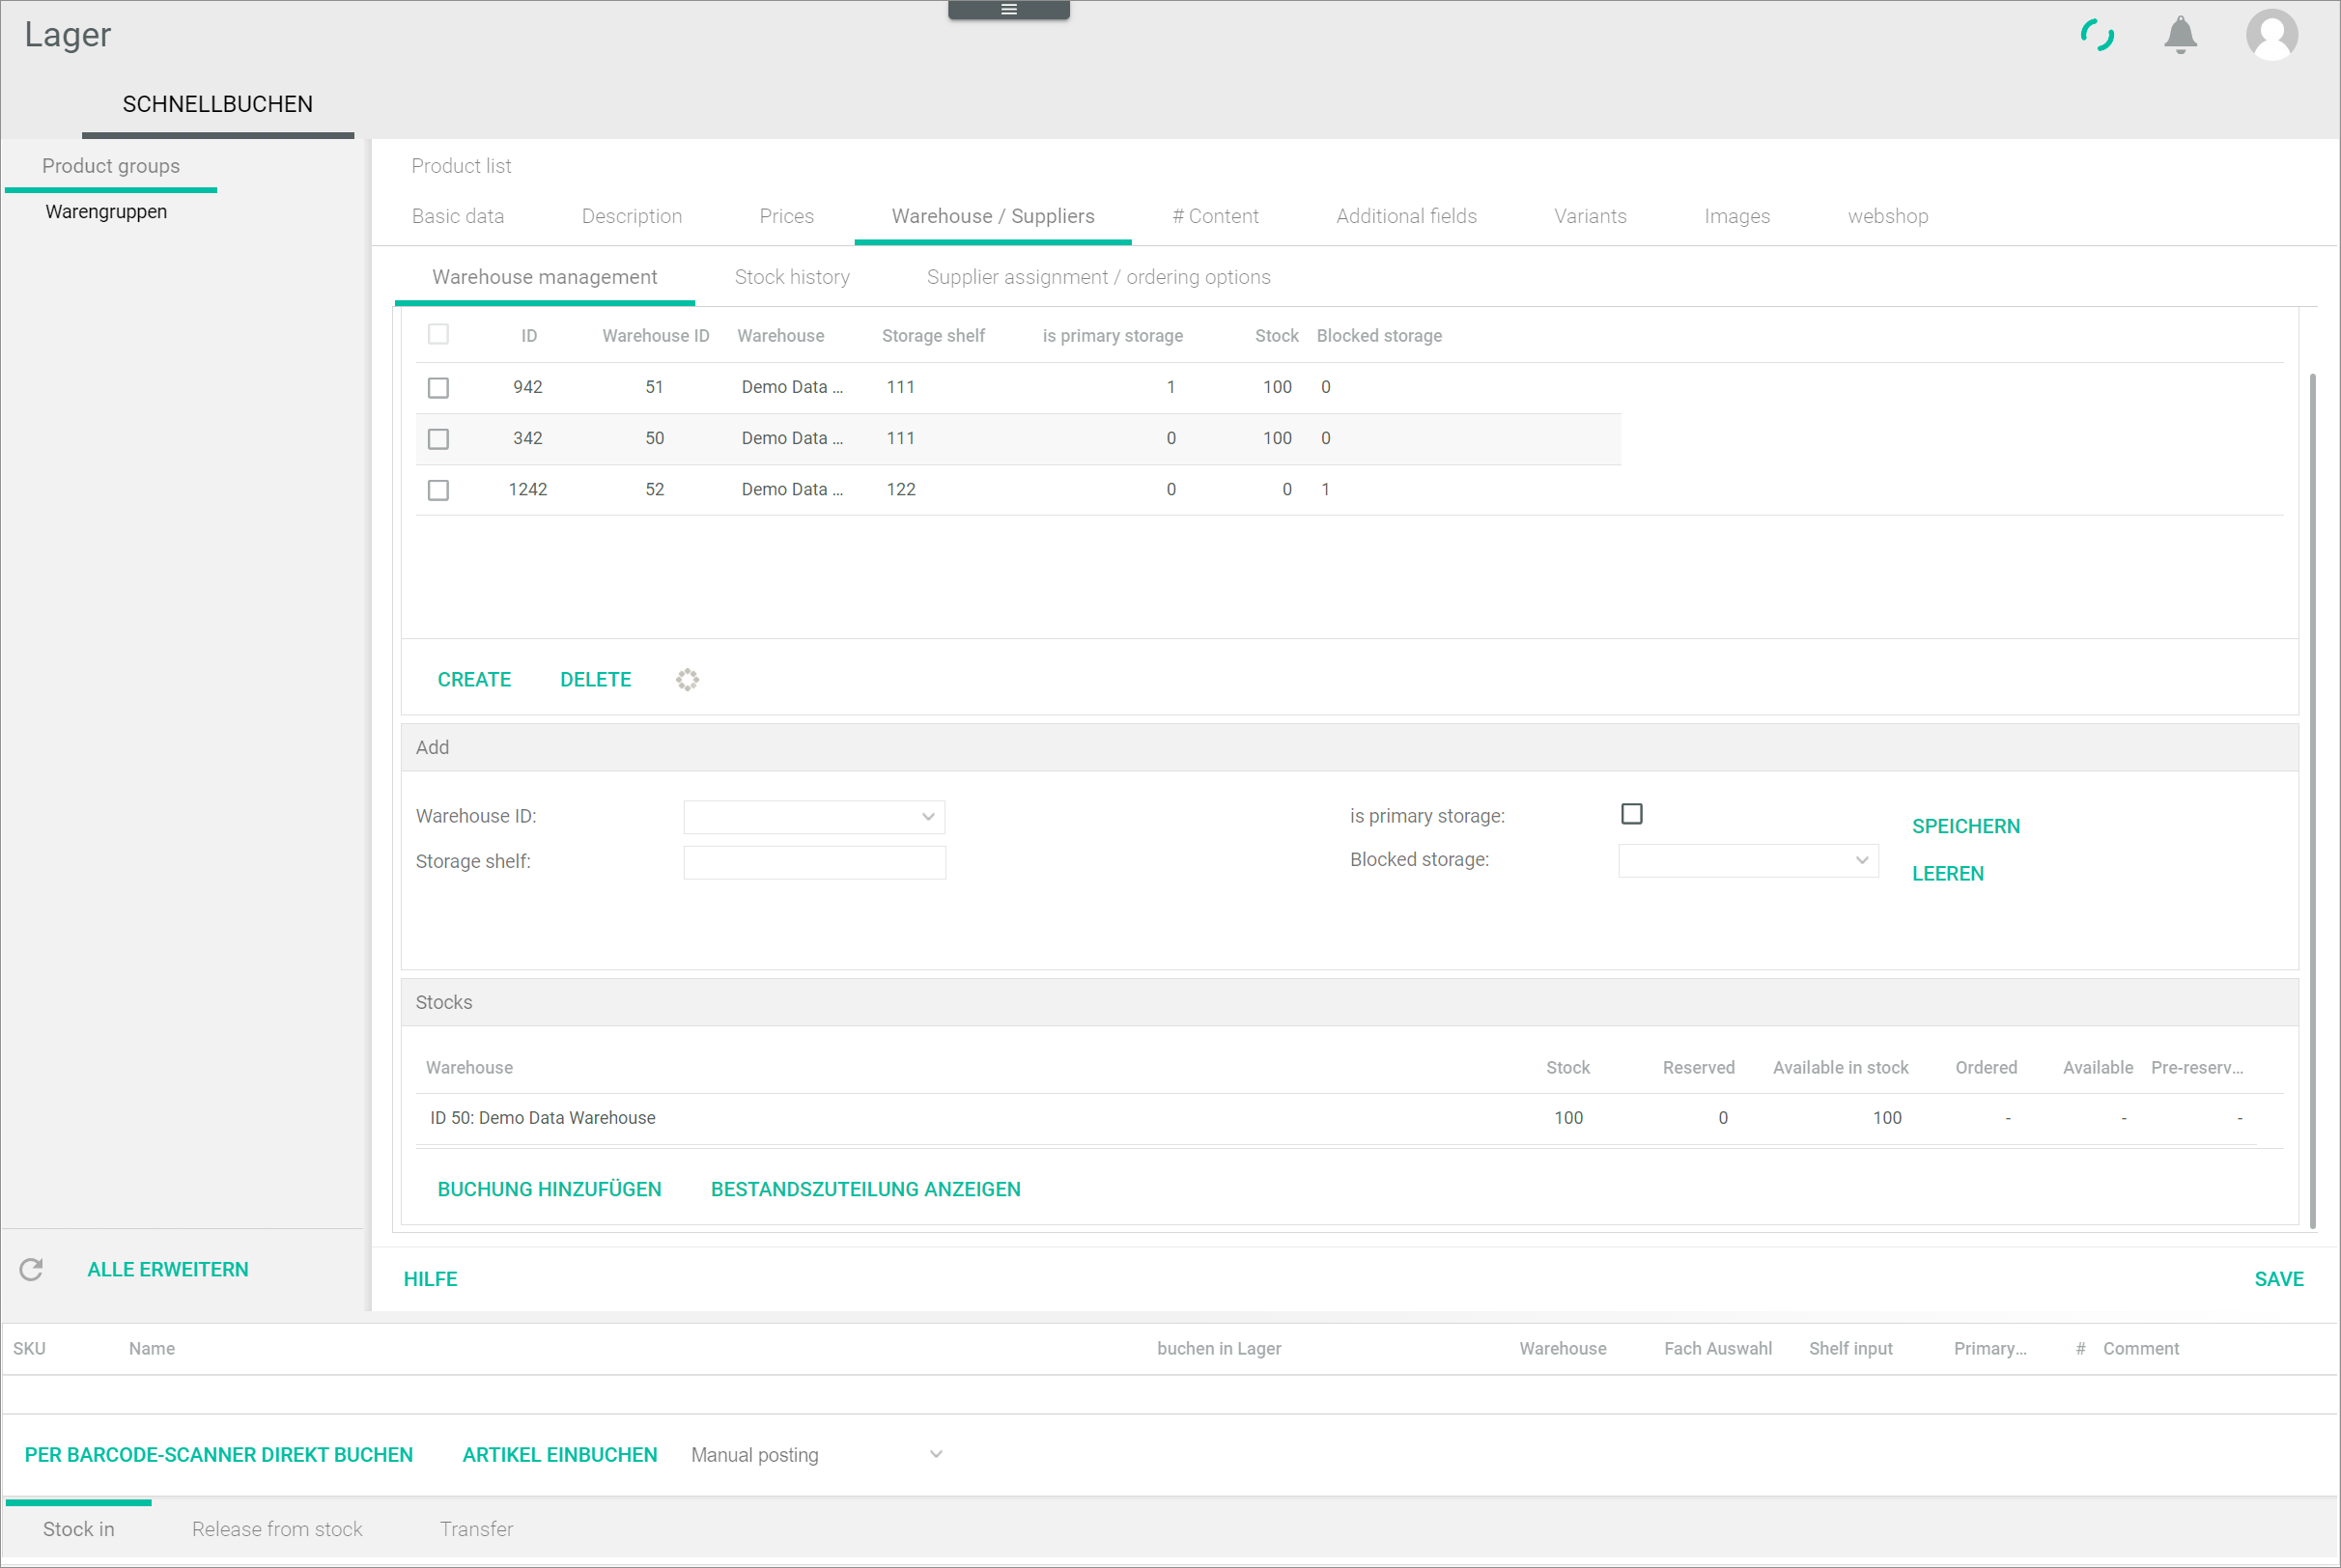 Lager
SCHNELLBUCHEN
Product groups
Warengruppen
Product list
Basic data Description Prices Warehouse / Suppliers # Content Additional fields Variants Images webshop
Warehouse management Stock history Supplier assignment / ordering options
ID Warehouse ID Warehouse Storage shelf is primary storage Stock Blocked storage
942 51 Demo Data ... 111 1 100 0
342 50 Demo Data ... 111 0 100 0
1242 52 Demo Data ... 122 0 0 1
CREATE DELETE
Add
Warehouse ID: is primary storage:
SPEICHERN
Storage shelf: Blocked storage:
LEEREN
Stocks
Warehouse Stock Reserved Available in stock Ordered Available Pre-reserv...
ID 50: Demo Data Warehouse 100 0 100 - - -
BUCHUNG HINZUFÜGEN BESTANDSZUTEILUNG ANZEIGEN
ALLE ERWEITERN
HILFE SAVE
SKU Name buchen in Lager Warehouse Fach Auswahl Shelf input Primary... # Comment
PER BARCODE-SCANNER DIREKT BUCHEN ARTIKEL EINBUCHEN Manual posting
Stock in Release from stock Transfer